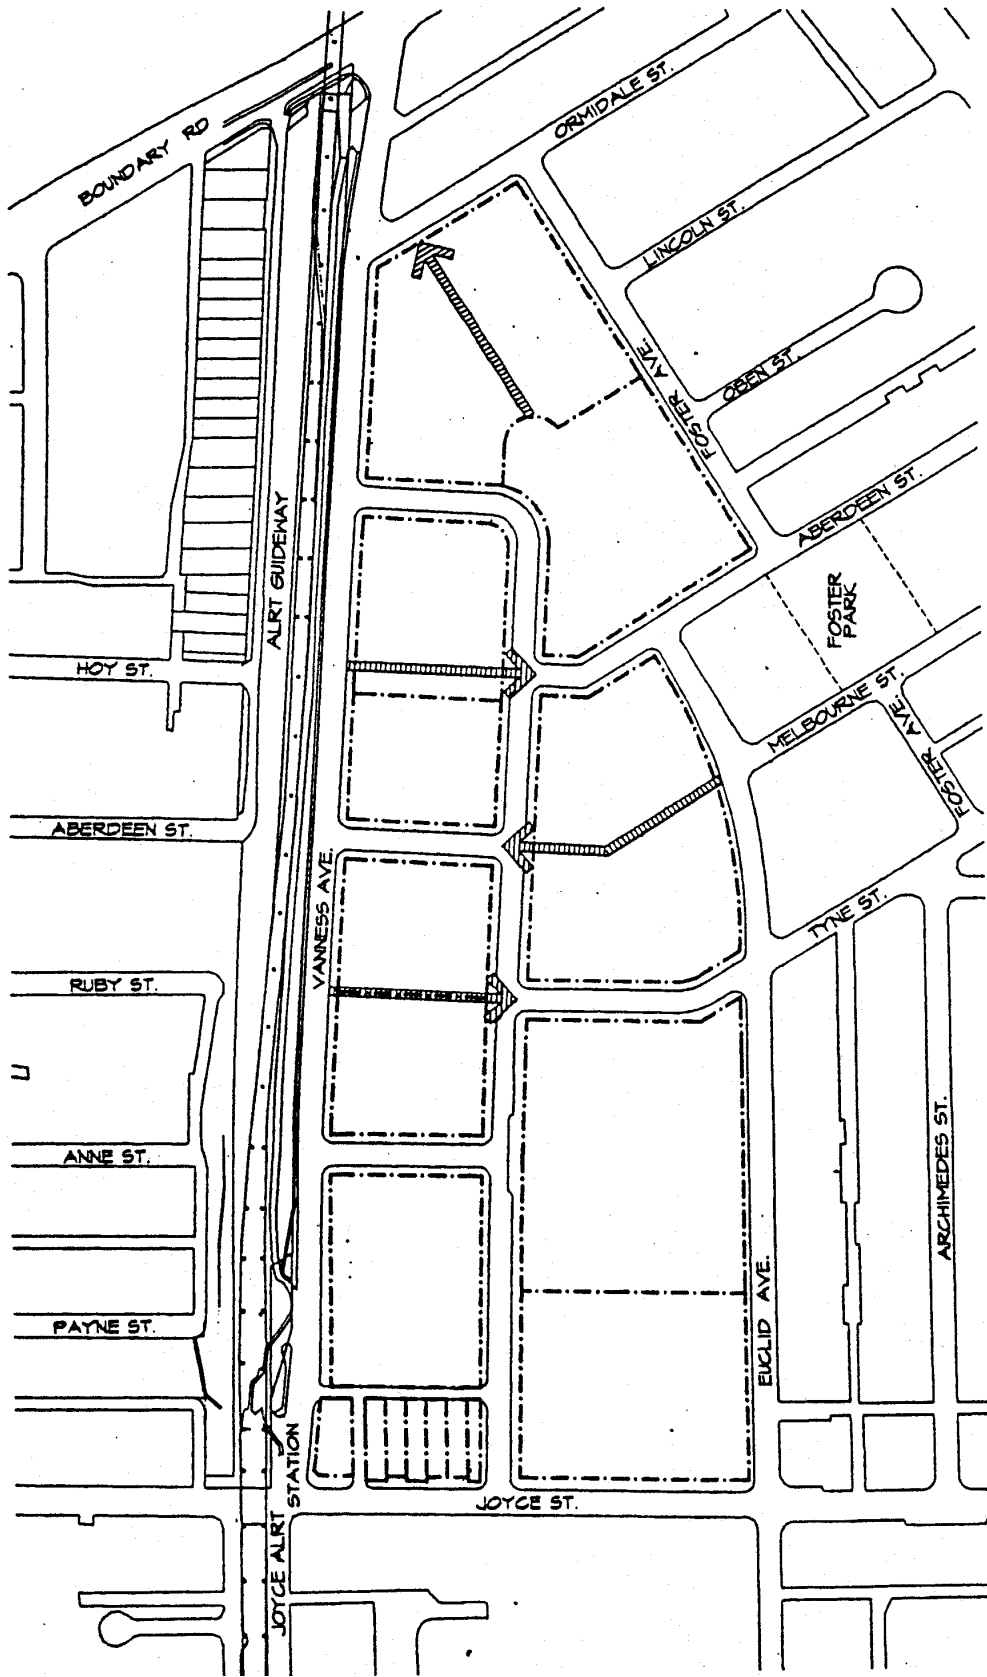 ORMIDALE ST.
BOUNDARY RD
LINCOLN ST.
OBEN ST.
FOSTER AVE.
ABERDEEN ST.
ALRT GUIDEWAY
FOSTER
PARK
HOY ST.
MELBOURNE ST.
FOSTER AVE.
ABERDEEN ST.
VANNESS AVE.
TYNE ST.
RUBY ST.
ANNE ST.
ARCHIMEDES ST.
EUCLID AVE.
PAYNE ST.
JOYCE ST.
JOYCE ALRT STATION